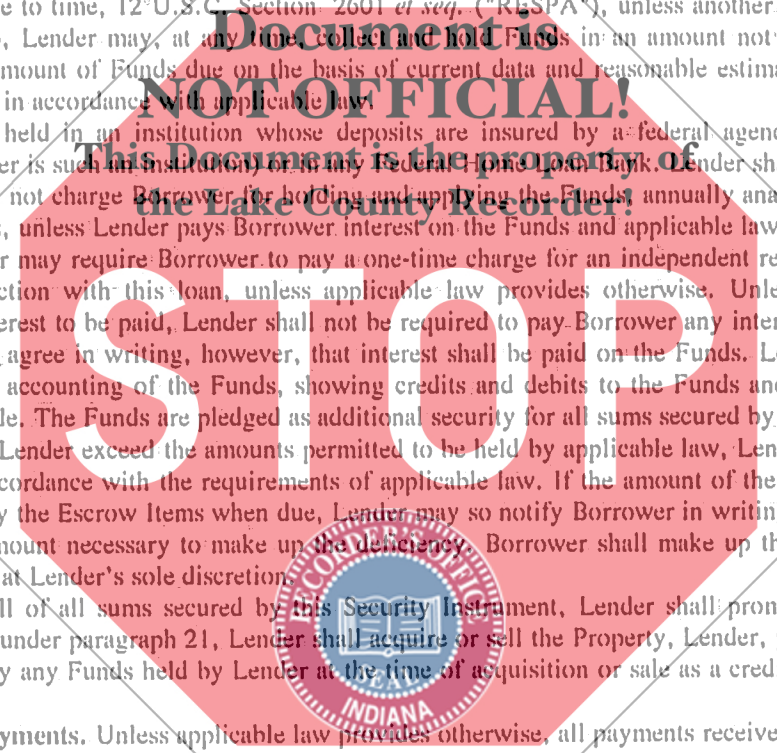 e to time, 12 U.S.C. Section 2601 et seq. ("RESPA"), unless another
Document is
, Lender may, at any time, collect and hold Funds in an amount not
mount of Funds due on the basis of current data and reasonable estima
NOT OFFICIAL!
in accordance with applicable law.
held in an institution whose deposits are insured by a federal agenc
This Document is the property of
er is such an institution) or in any Federal Home Loan Bank. Lender sh
not charge Borrower for holding and applying the Funds, annually ana
the Lake County Recorder!
s, unless Lender pays Borrower interest on the Funds and applicable law
r may require Borrower to pay a one-time charge for an independent re
ction with this loan, unless applicable law provides otherwise. Unle
STOP
erest to be paid, Lender shall not be required to pay Borrower any inter
agree in writing, however, that interest shall be paid on the Funds. L
accounting of the Funds, showing credits and debits to the Funds an
le. The Funds are pledged as additional security for all sums secured by
Lender exceed the amounts permitted to be held by applicable law, Len
cordance with the requirements of applicable law. If the amount of the
y the Escrow Items when due, Lender may so notify Borrower in writin
mount necessary to make up the deficiency. Borrower shall make up th
at Lender's sole discretion.
RECORDER'S OFFICE
ll of all sums secured by this Security Instrument, Lender shall prom
under paragraph 21, Lender shall acquire or sell the Property, Lender,
y any Funds held by Lender at the time of acquisition or sale as a cred
SEAL
INDIANA
yments. Unless applicable law provides otherwise, all payments receive